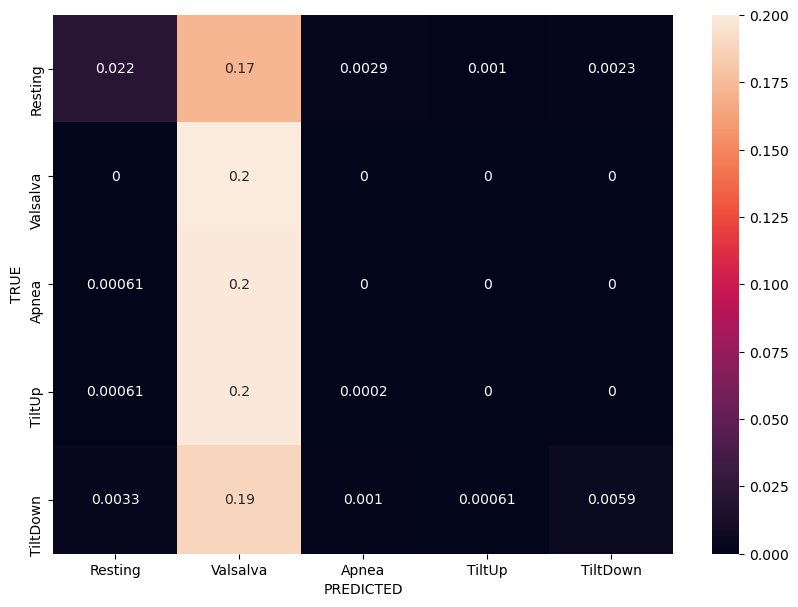 Resting 0.022 0.17 0.0029 0.001 0.0023
Valsalva 0 0.2 0 0 0
Apnea 0.00061 0.2 0 0 0
TiltUp 0.00061 0.2 0.0002 0 0
TiltDown 0.0033 0.19 0.001 0.00061 0.0059
TRUE
Resting Valsalva Apnea TiltUp TiltDown
PREDICTED
0.200
0.175
0.150
0.125
0.100
0.075
0.050
0.025
0.000